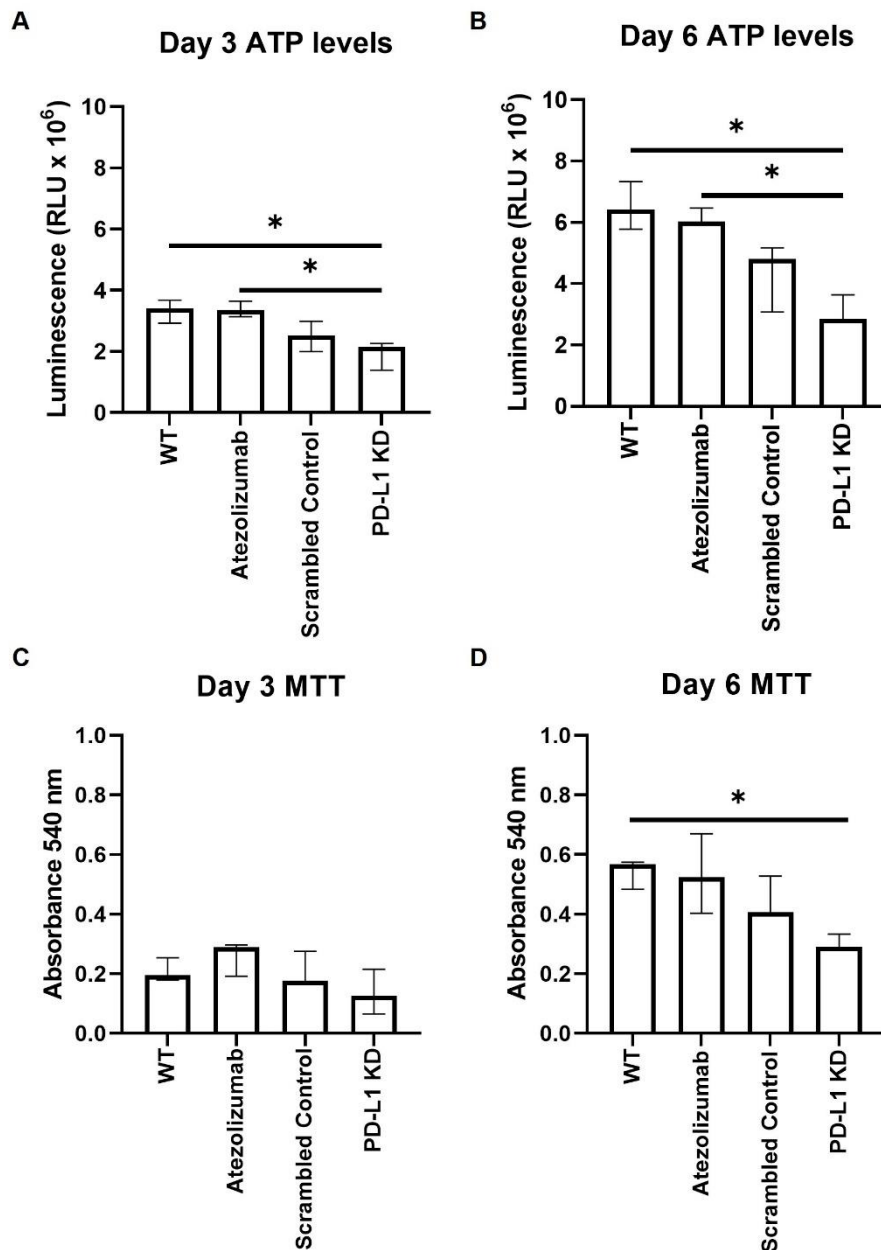 A
Day 3 ATP levels
Luminescence (RLU x 10⁶)
10
8
6
4
2
0
*
*
WT
Atezolizumab
Scrambled Control
PD-L1 KD
B
Day 6 ATP levels
Luminescence (RLU x 10⁶)
10
8
6
4
2
0
*
*
WT
Atezolizumab
Scrambled Control
PD-L1 KD
C
Day 3 MTT
Absorbance 540 nm
1.0
0.8
0.6
0.4
0.2
0.0
WT
Atezolizumab
Scrambled Control
PD-L1 KD
D
Day 6 MTT
Absorbance 540 nm
1.0
0.8
0.6
0.4
0.2
0.0
*
WT
Atezolizumab
Scrambled Control
PD-L1 KD